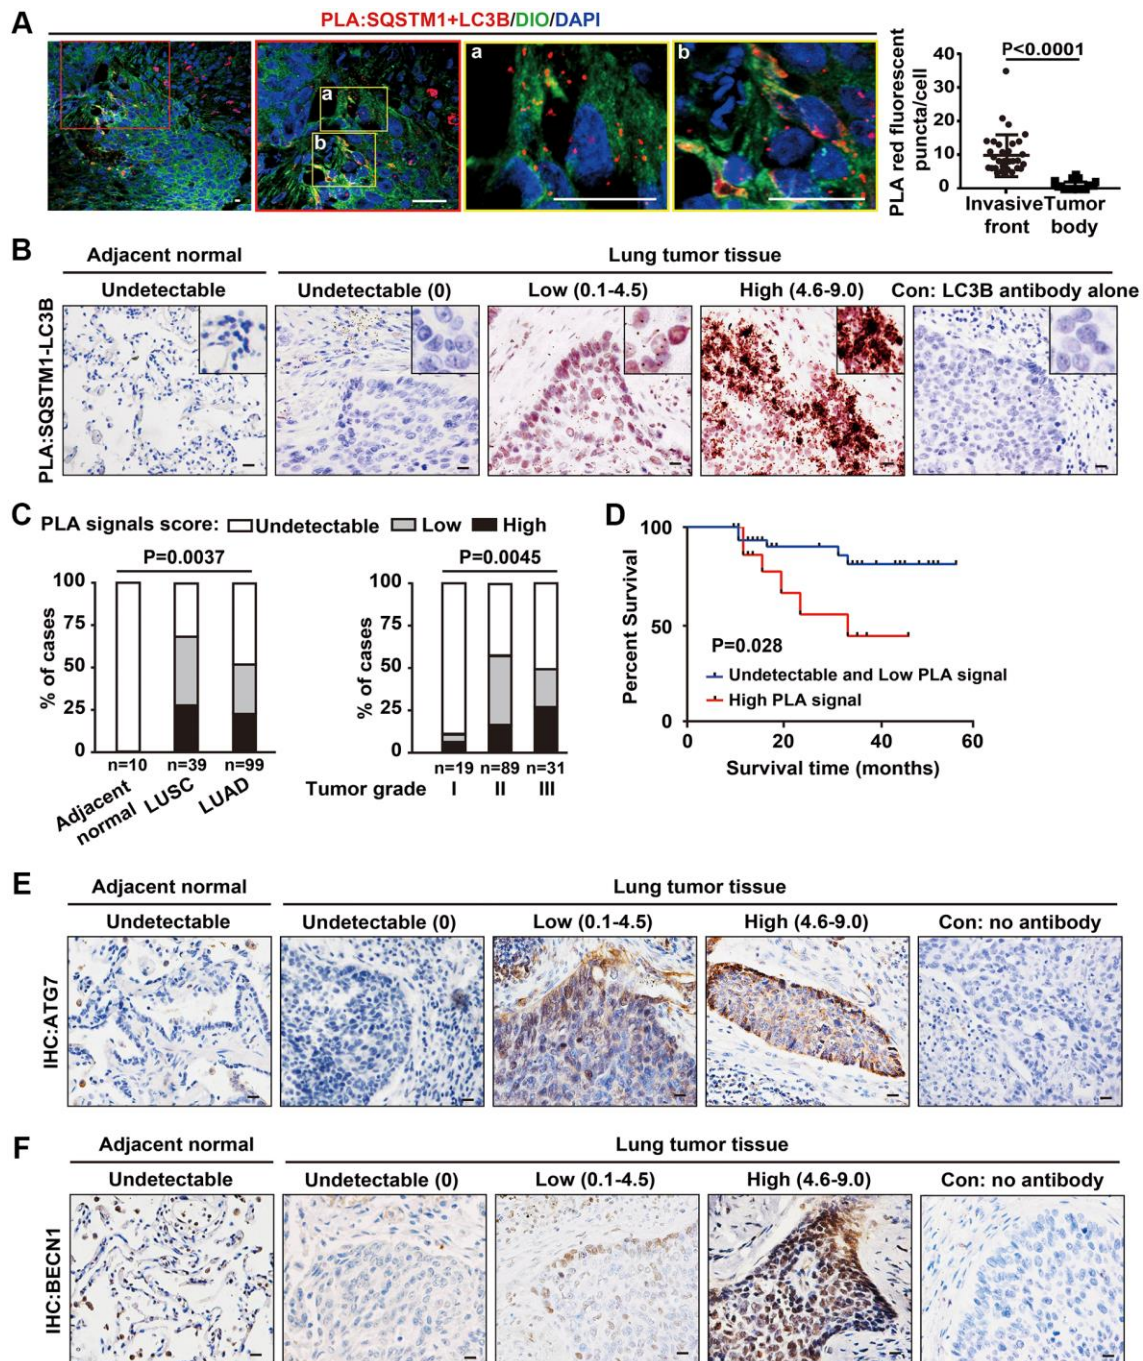 A
PLA:SQSTM1+LC3B/DIO/DAPI
a
b
a
b
PLA red fluorescent
puncta/cell
P<0.0001
40
30
20
10
0
Invasive
front
Tumor
body
B
Adjacent normal
Lung tumor tissue
Undetectable
Undetectable (0)
Low (0.1-4.5)
High (4.6-9.0)
Con: LC3B antibody alone
PLA:SQSTM1-LC3B
C
PLA signals score:
Undetectable
Low
High
P=0.0037
% of cases
100
75
50
25
0
n=10
n=39
n=99
Adjacent
normal
LUSC
LUAD
P=0.0045
% of cases
100
75
50
25
0
n=19
n=89
n=31
Tumor grade
I
II
III
D
Percent Survival
100
50
100
P=0.028
Undetectable and Low PLA signal
High PLA signal
0
20
40
60
Survival time (months)
E
Adjacent normal
Lung tumor tissue
Undetectable
Undetectable (0)
Low (0.1-4.5)
High (4.6-9.0)
Con: no antibody
IHC:ATG7
F
Adjacent normal
Lung tumor tissue
Undetectable
Undetectable (0)
Low (0.1-4.5)
High (4.6-9.0)
Con: no antibody
IHC:BECN1